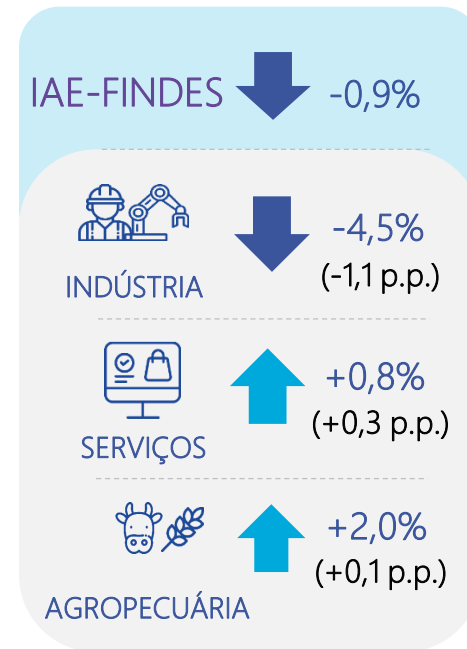 IAE-FINDES -0,9%
INDÚSTRIA -4,5%
(-1,1 p.p.)
SERVIÇOS +0,8%
(+0,3 p.p.)
AGROPECUÁRIA +2,0%
(+0,1 p.p.)